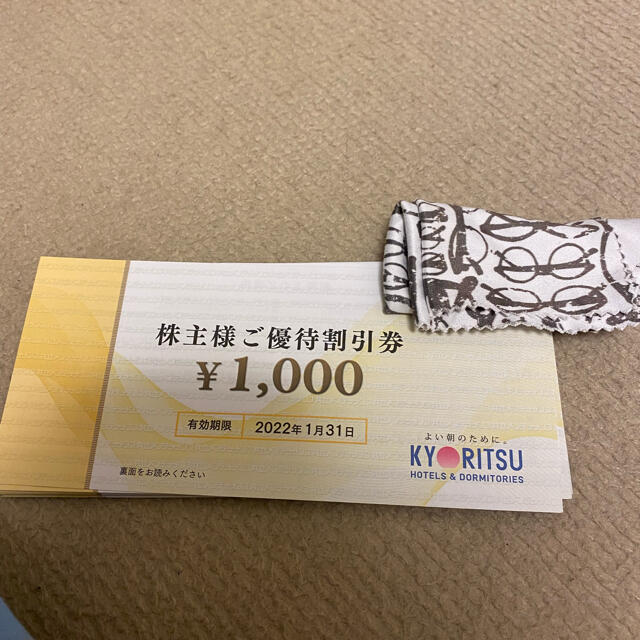 株主様ご優待割引券
¥1,000
有効期限 2022年1月31日
裏面をお読みください
よい朝のために。
KYORITSU
HOTELS & DORMITORIES